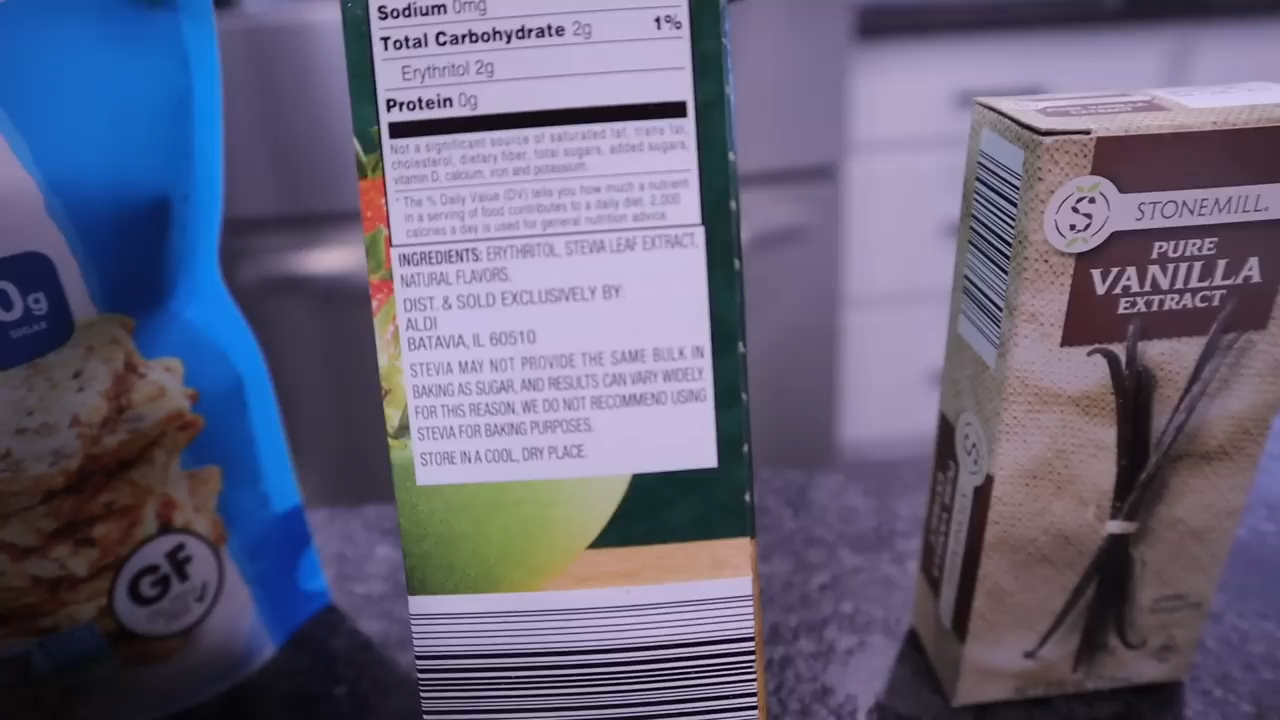 Sodium 0mg
Total Carbohydrate 2g 1%
Erythritol 2g
Protein 0g
Not a significant source of saturated fat, trans fat,
cholesterol, dietary fiber, total sugars, added sugars,
vitamin D, calcium, iron and potassium.
* The % Daily Value (DV) tells you how much a nutrient
in a serving of food contributes to a daily diet. 2,000
calories a day is used for general nutrition advice.
INGREDIENTS: ERYTHRITOL, STEVIA LEAF EXTRACT,
NATURAL FLAVORS.
DIST. & SOLD EXCLUSIVELY BY:
ALDI
BATAVIA, IL 60510
STEVIA MAY NOT PROVIDE THE SAME BULK IN
BAKING AS SUGAR, AND RESULTS CAN VARY WIDELY.
FOR THIS REASON, WE DO NOT RECOMMEND USING
STEVIA FOR BAKING PURPOSES.
STORE IN A COOL, DRY PLACE.
0g
SUGAR
GF
PURE VANILLA
EXTRACT
STONEMILL®
PURE
VANILLA
EXTRACT